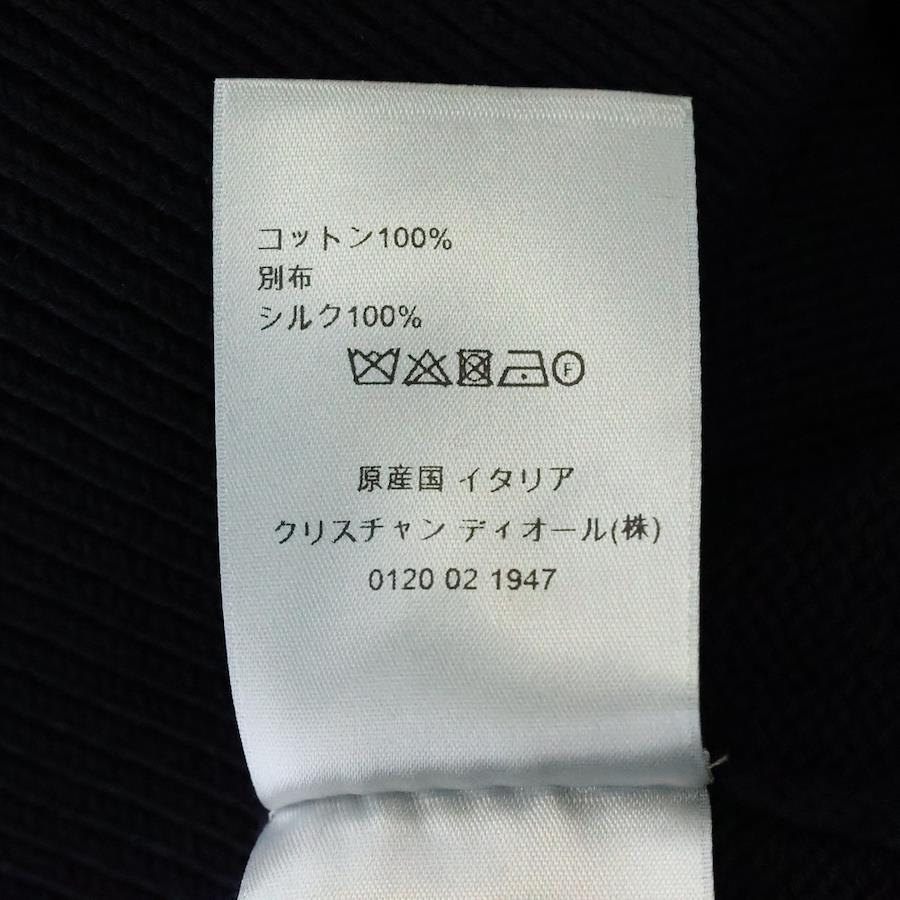 コットン100%
別布
シルク100%
F
原産国 イタリア
クリスチャン ディオール(株)
0120 02 1947